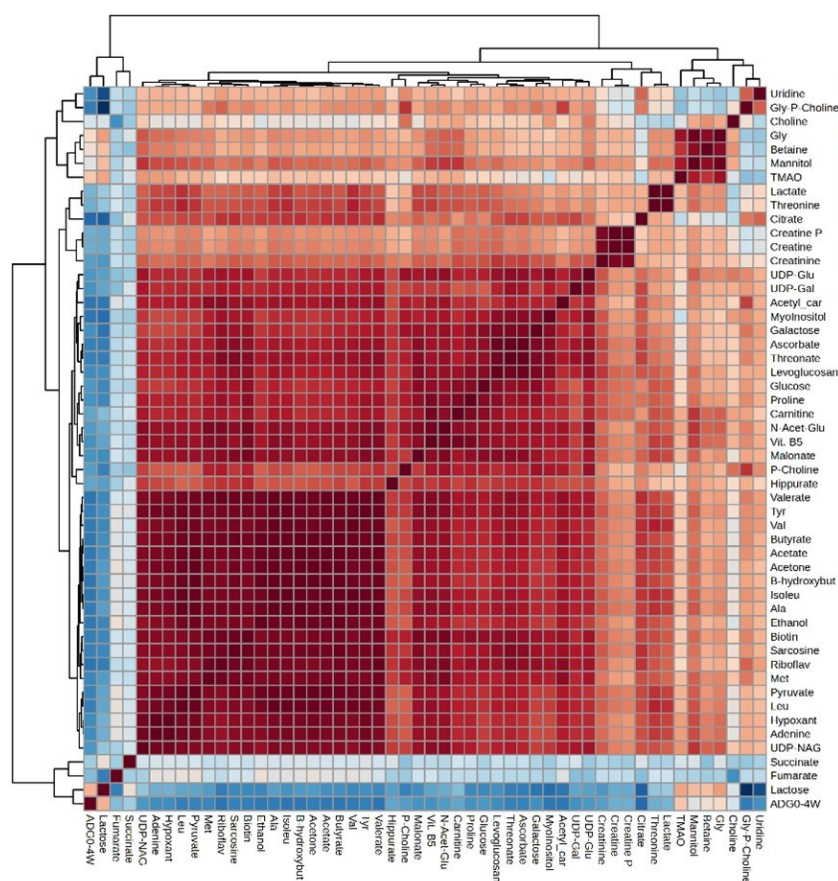 Uridine
Gly-P-Choline
Choline
Gly
Betaine
Mannitol
TMAO
Lactate
Threonine
Citrate
Creatine P
Creatine
Creatinine
UDP-Glu
UDP-Gal
Acetyl_car
MyoInositol
Galactose
Ascorbate
Threonate
Levoglucosan
Glucose
Proline
Carnitine
N-Acet-Glu
Vit. B5
Malonate
P-Choline
Hippurate
Valerate
Tyr
Val
Butyrate
Acetate
Acetone
B-hydroxybut
Isoleu
Ala
Ethanol
Biotin
Sarcosine
Riboflav
Met
Pyruvate
Leu
Hypoxant
Adenine
UDP-NAG
Succinate
Fumarate
Lactose
ADG0-4W
ADG0-4W
Lactose
Fumarate
Succinate
UDP-NAG
Adenine
Hypoxant
Leu
Pyruvate
Met
Riboflav
Sarcosine
Biotin
Ethanol
Ala
Isoleu
B-hydroxybut
Acetone
Acetate
Butyrate
Val
Tyr
Valerate
Hippurate
P-Choline
Malonate
Vit. B5
N-Acet-Glu
Carnitine
Proline
Glucose
Levoglucosan
Threonate
Ascorbate
Galactose
MyoInositol
Acetyl_car
UDP-Gal
UDP-Glu
Creatinine
Creatine
Creatine P
Citrate
Threonine
Lactate
TMAO
Mannitol
Betaine
Gly
Choline
Gly-P-Choline
Uridine